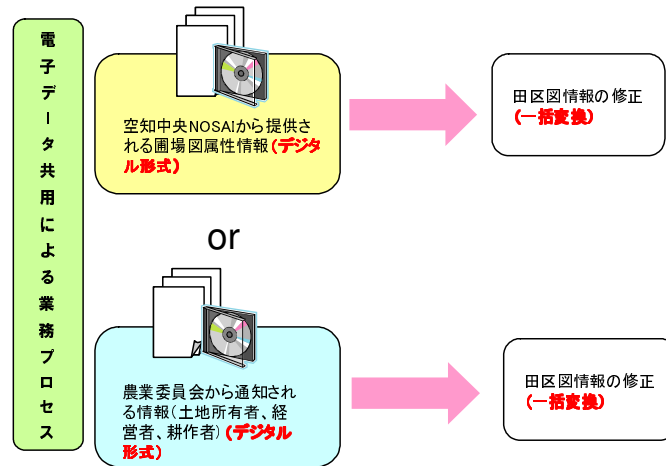 電子データ共用による業務プロセス
空知中央NOSAIから提供さ
れる圃場図属性情報(デジタ
ル形式)
田区図情報の修正
(一括変換)
or
農業委員会から通知され
る情報(土地所有者、経
営者、耕作者)(デジタル
形式)
田区図情報の修正
(一括変換)